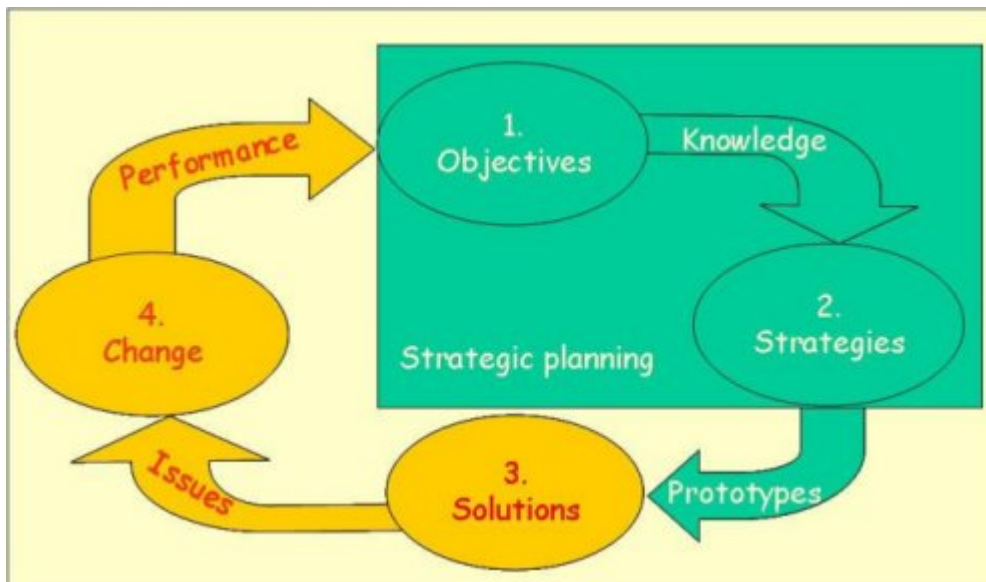 1.
Objectives
Knowledge
2.
Strategies
Strategic planning
Prototypes
3.
Solutions
Issues
4.
Change
Performance